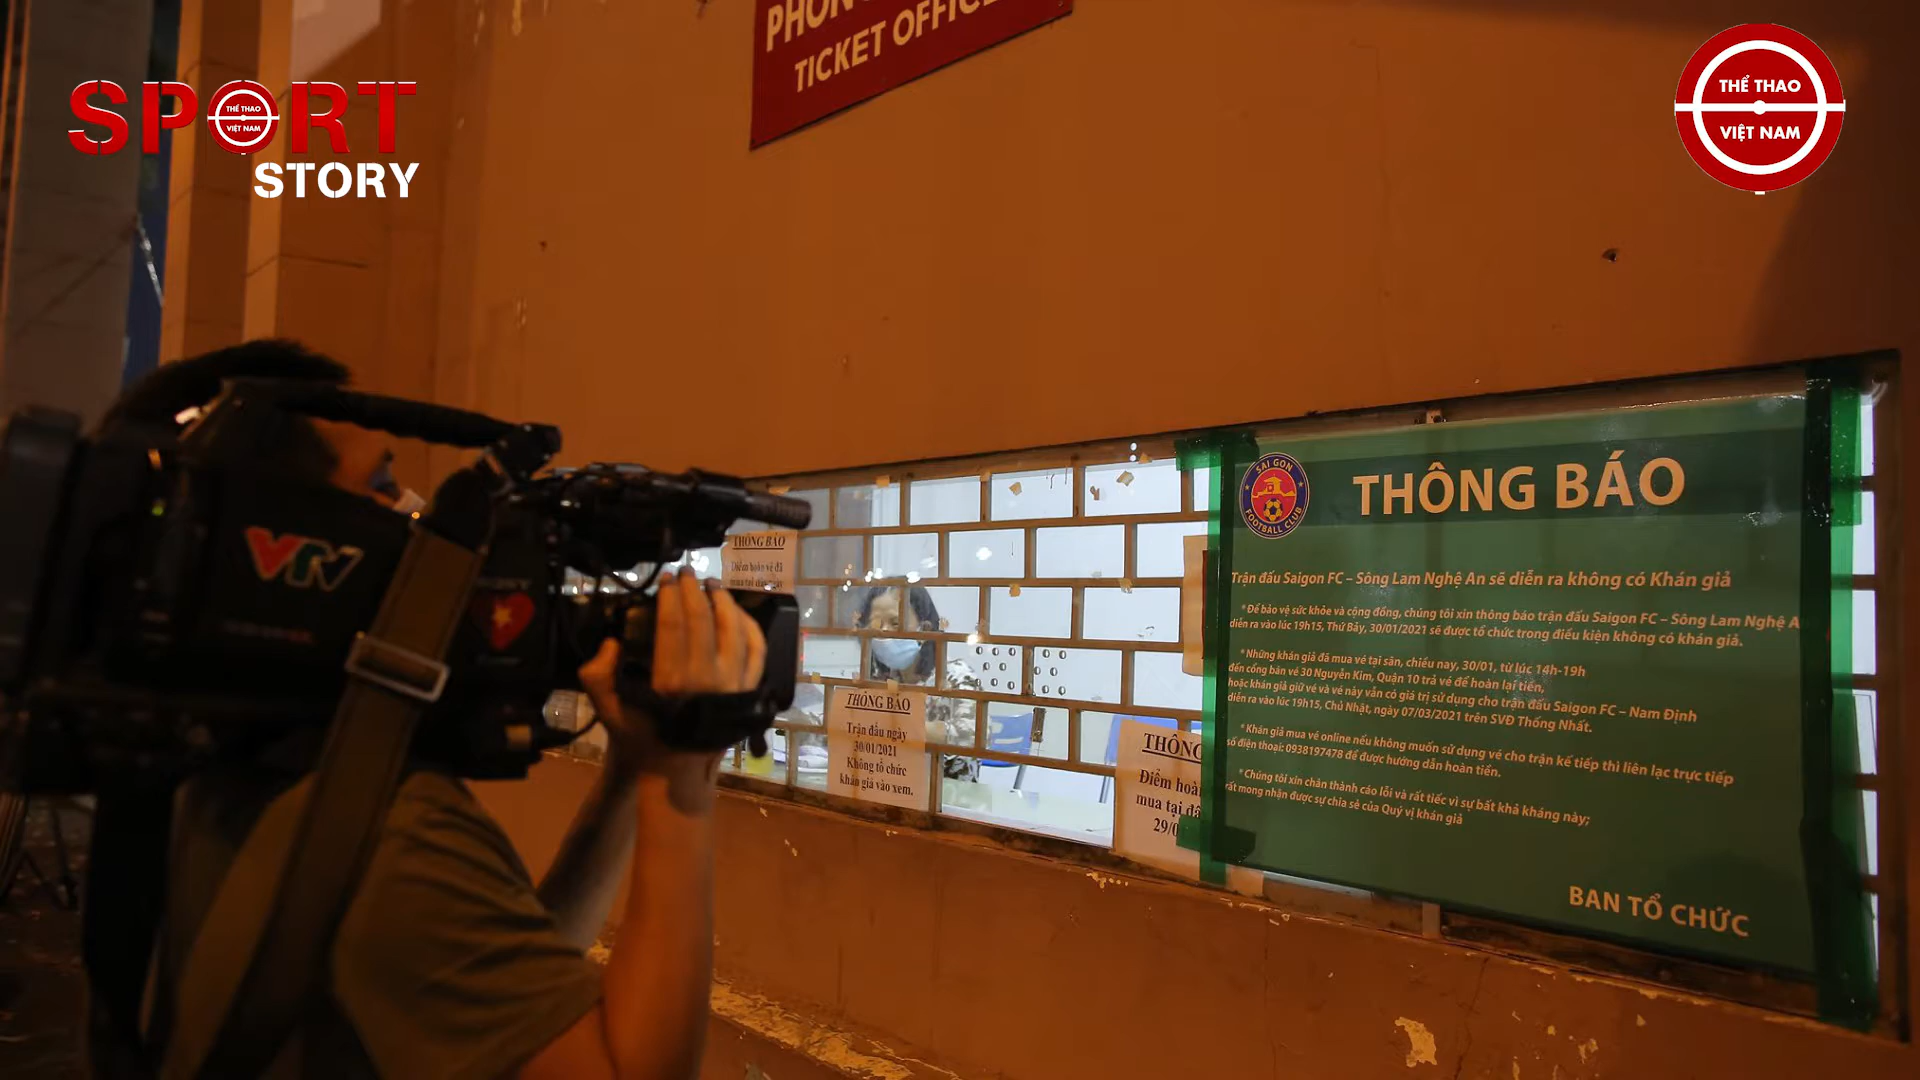 TICKET OFFICE
SPORT
THỂ THAO
VIỆT NAM
STORY
THỂ THAO
VIỆT NAM
VTV
THÔNG BÁO
Điểm hoàn vé đã
THÔNG BÁO
Trận đấu ngày
30/01/2021
Không tổ chức
khán giả vào xem.
Điểm
mua tại
SAI GON
FOOTBALL CLUB
THÔNG BÁO
Trận đấu Saigon FC – Sông Lam Nghệ An sẽ diễn ra không có Khán giả
* Để bảo vệ sức khỏe và cộng đồng, chúng tôi xin thông báo trận đấu Saigon FC – Sông Lam Nghệ A
diễn ra vào lúc 19h15, Thứ Bảy, 30/01/2021 sẽ được tổ chức trong điều kiện không có khán giả.
* Những khán giả đã mua vé tại sân, chiều nay, 30/01, từ lúc 14h-19h
đến cổng bán vé 30 Nguyễn Kim, Quận 10 trả vé để hoàn lại tiền,
hoặc khán giả giữ vé và vé này vẫn có giá trị sử dụng cho trận đấu Saigon FC – Nam Định
diễn ra vào lúc 19h15, Chủ Nhật, ngày 07/03/2021 trên SVĐ Thống Nhất.
* Khán giả mua vé online nếu không muốn sử dụng vé cho trận kế tiếp thì liên lạc trực tiếp
số điện thoại: 0938197478 để được hướng dẫn hoàn tiền.
* Chúng tôi xin chân thành cáo lỗi và rất tiếc vì sự bất khả kháng này;
rất mong nhận được sự chia sẻ của Quý vị khán giả
BAN TỔ CHỨC